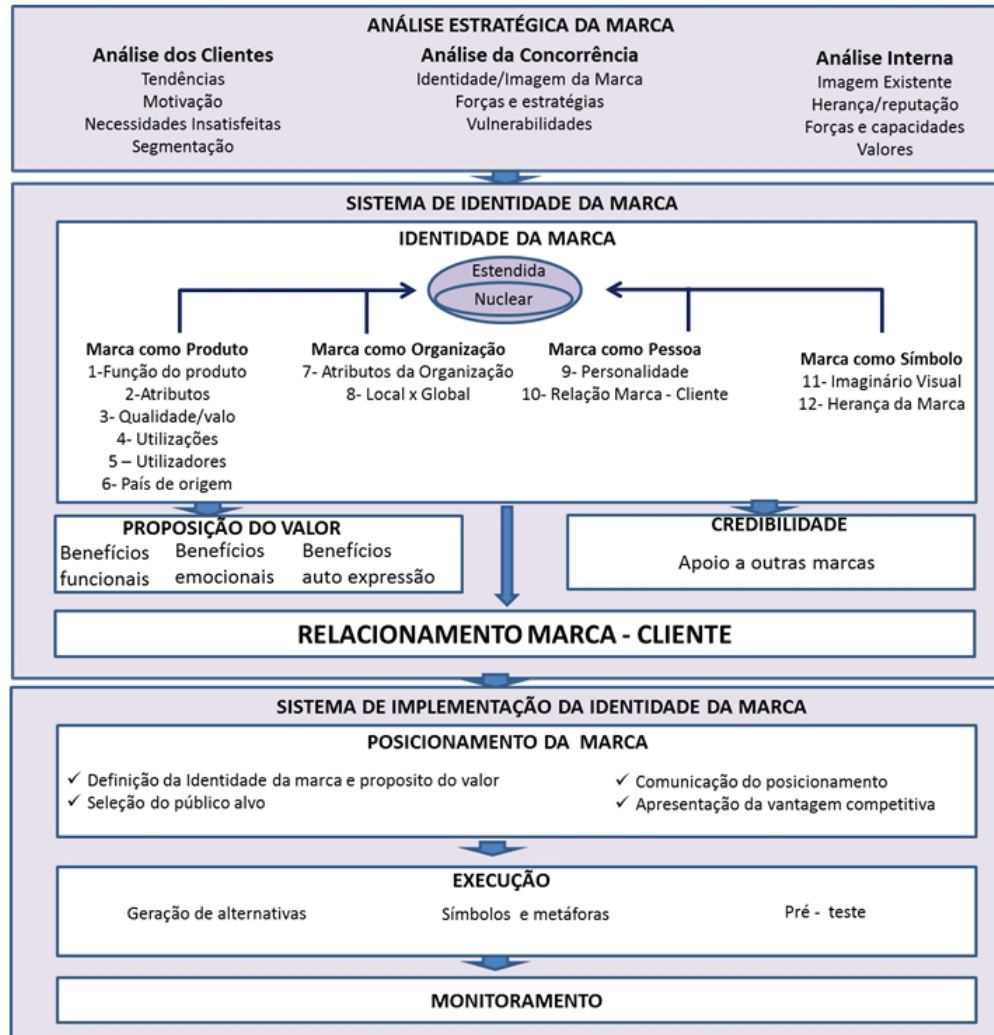 ANÁLISE ESTRATÉGICA DA MARCA
Análise dos Clientes
Tendências
Motivação
Necessidades Insatisfeitas
Segmentação
Análise da Concorrência
Identidade/Imagem da Marca
Forças e estratégias
Vulnerabilidades
Análise Interna
Imagem Existente
Herança/reputação
Forças e capacidades
Valores
SISTEMA DE IDENTIDADE DA MARCA
IDENTIDADE DA MARCA
Estendida
Nuclear
Marca como Produto
1-Função do produto
2-Atributos
3- Qualidade/valo
4- Utilizações
5 – Utilizadores
6- País de origem
Marca como Organização
7- Atributos da Organização
8- Local x Global
Marca como Pessoa
9- Personalidade
10- Relação Marca - Cliente
Marca como Símbolo
11- Imaginário Visual
12- Herança da Marca
PROPOSIÇÃO DO VALOR
Benefícios funcionais
Benefícios emocionais
Benefícios auto expressão
CREDIBILIDADE
Apoio a outras marcas
RELACIONAMENTO MARCA - CLIENTE
SISTEMA DE IMPLEMENTAÇÃO DA IDENTIDADE DA MARCA
POSICIONAMENTO DA MARCA
✓ Definição da Identidade da marca e proposito do valor
✓ Seleção do público alvo
✓ Comunicação do posicionamento
✓ Apresentação da vantagem competitiva
EXECUÇÃO
Geração de alternativas
Símbolos e metáforas
Pré - teste
MONITORAMENTO